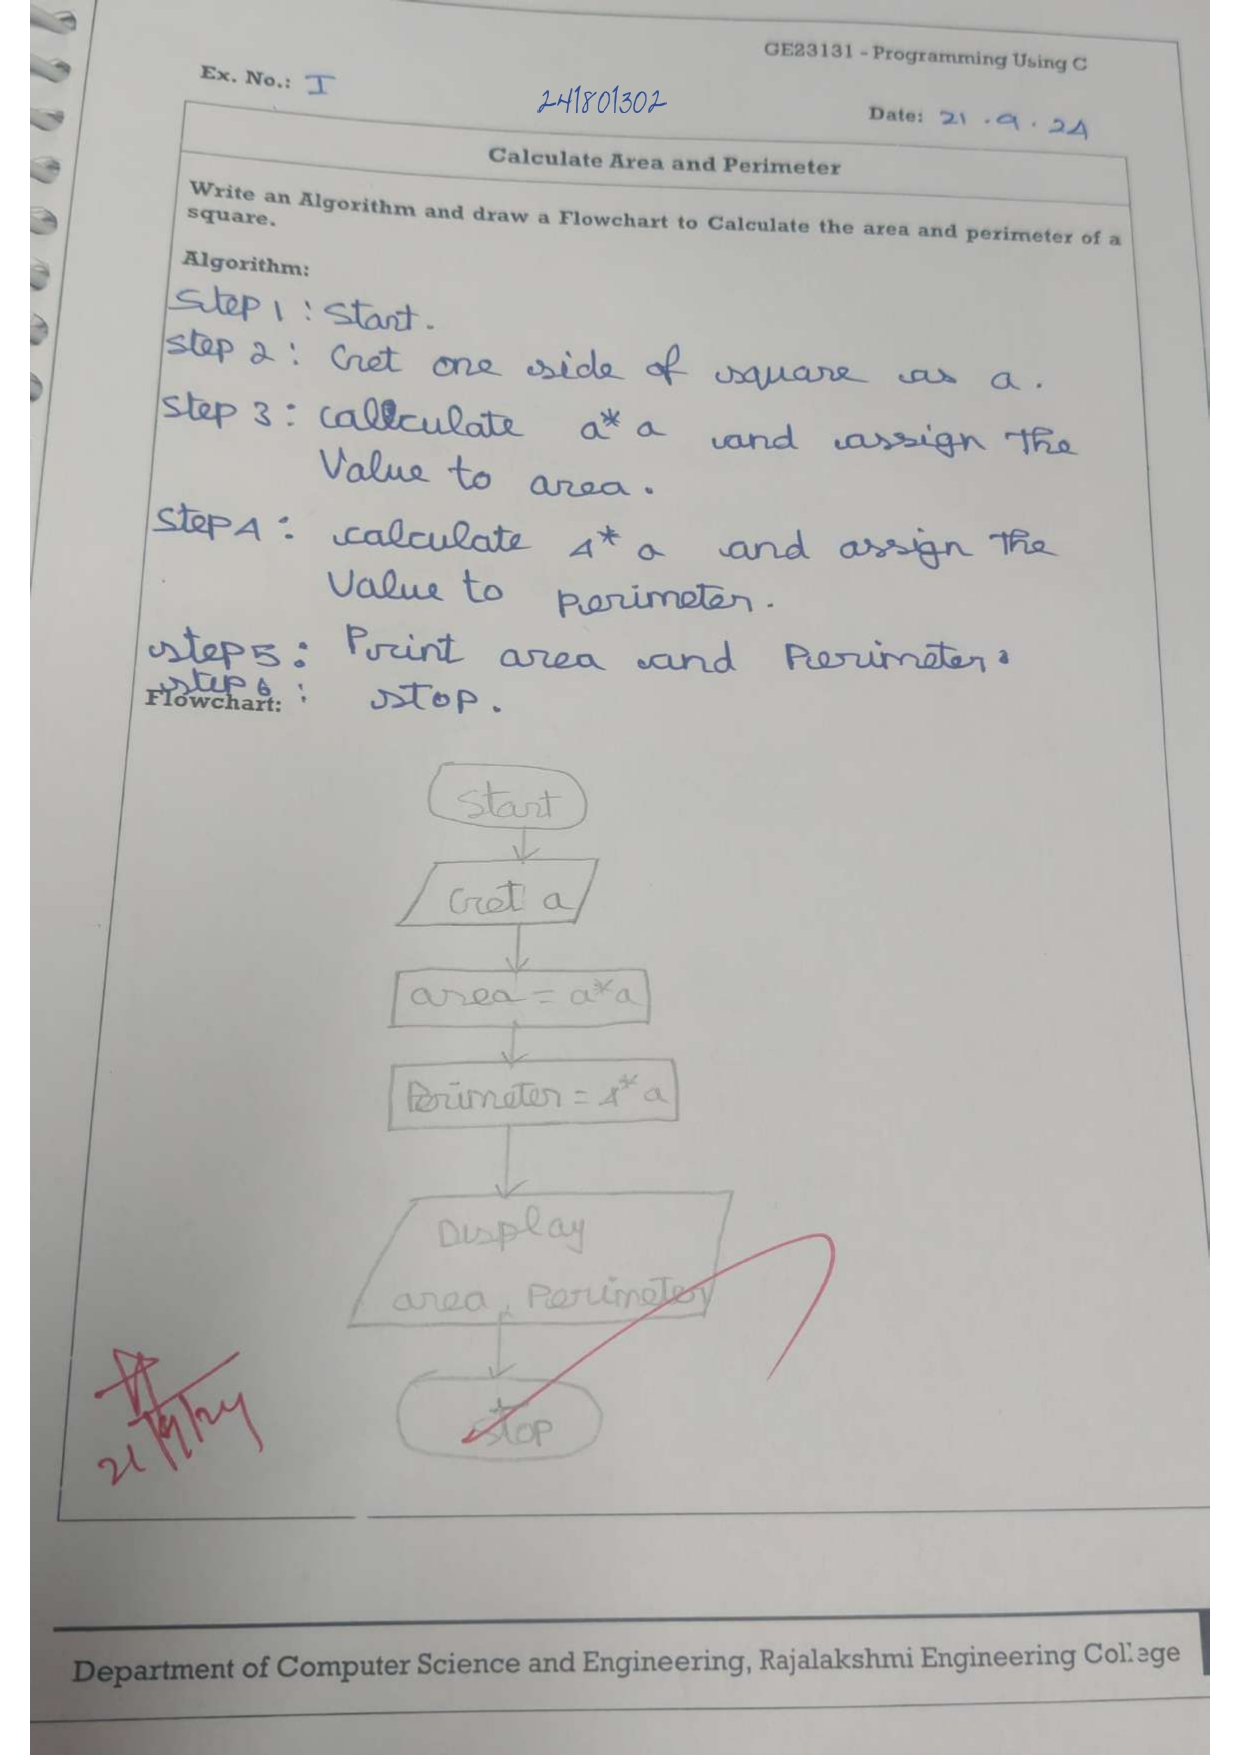 GE23131 - Programming Using C
Ex. No.: I
241801302
Date: 21.9.24
Calculate Area and Perimeter
Write an Algorithm and draw a Flowchart to Calculate the area and perimeter of a
square.
Algorithm:
Step 1 : Start.
Step 2 : Get one side of square as a.
Step 3 : calculate a*a and assign the
Value to area.
Step 4 : calculate 4*a and assign the
Value to perimeter.
step 5 : Print area and Perimeter.
step 6 : stop.
Flowchart:
Start
Get a
area = a*a
Perimeter = 4*a
Display
area, Perimeter
Stop
21/9/24
Department of Computer Science and Engineering, Rajalakshmi Engineering College